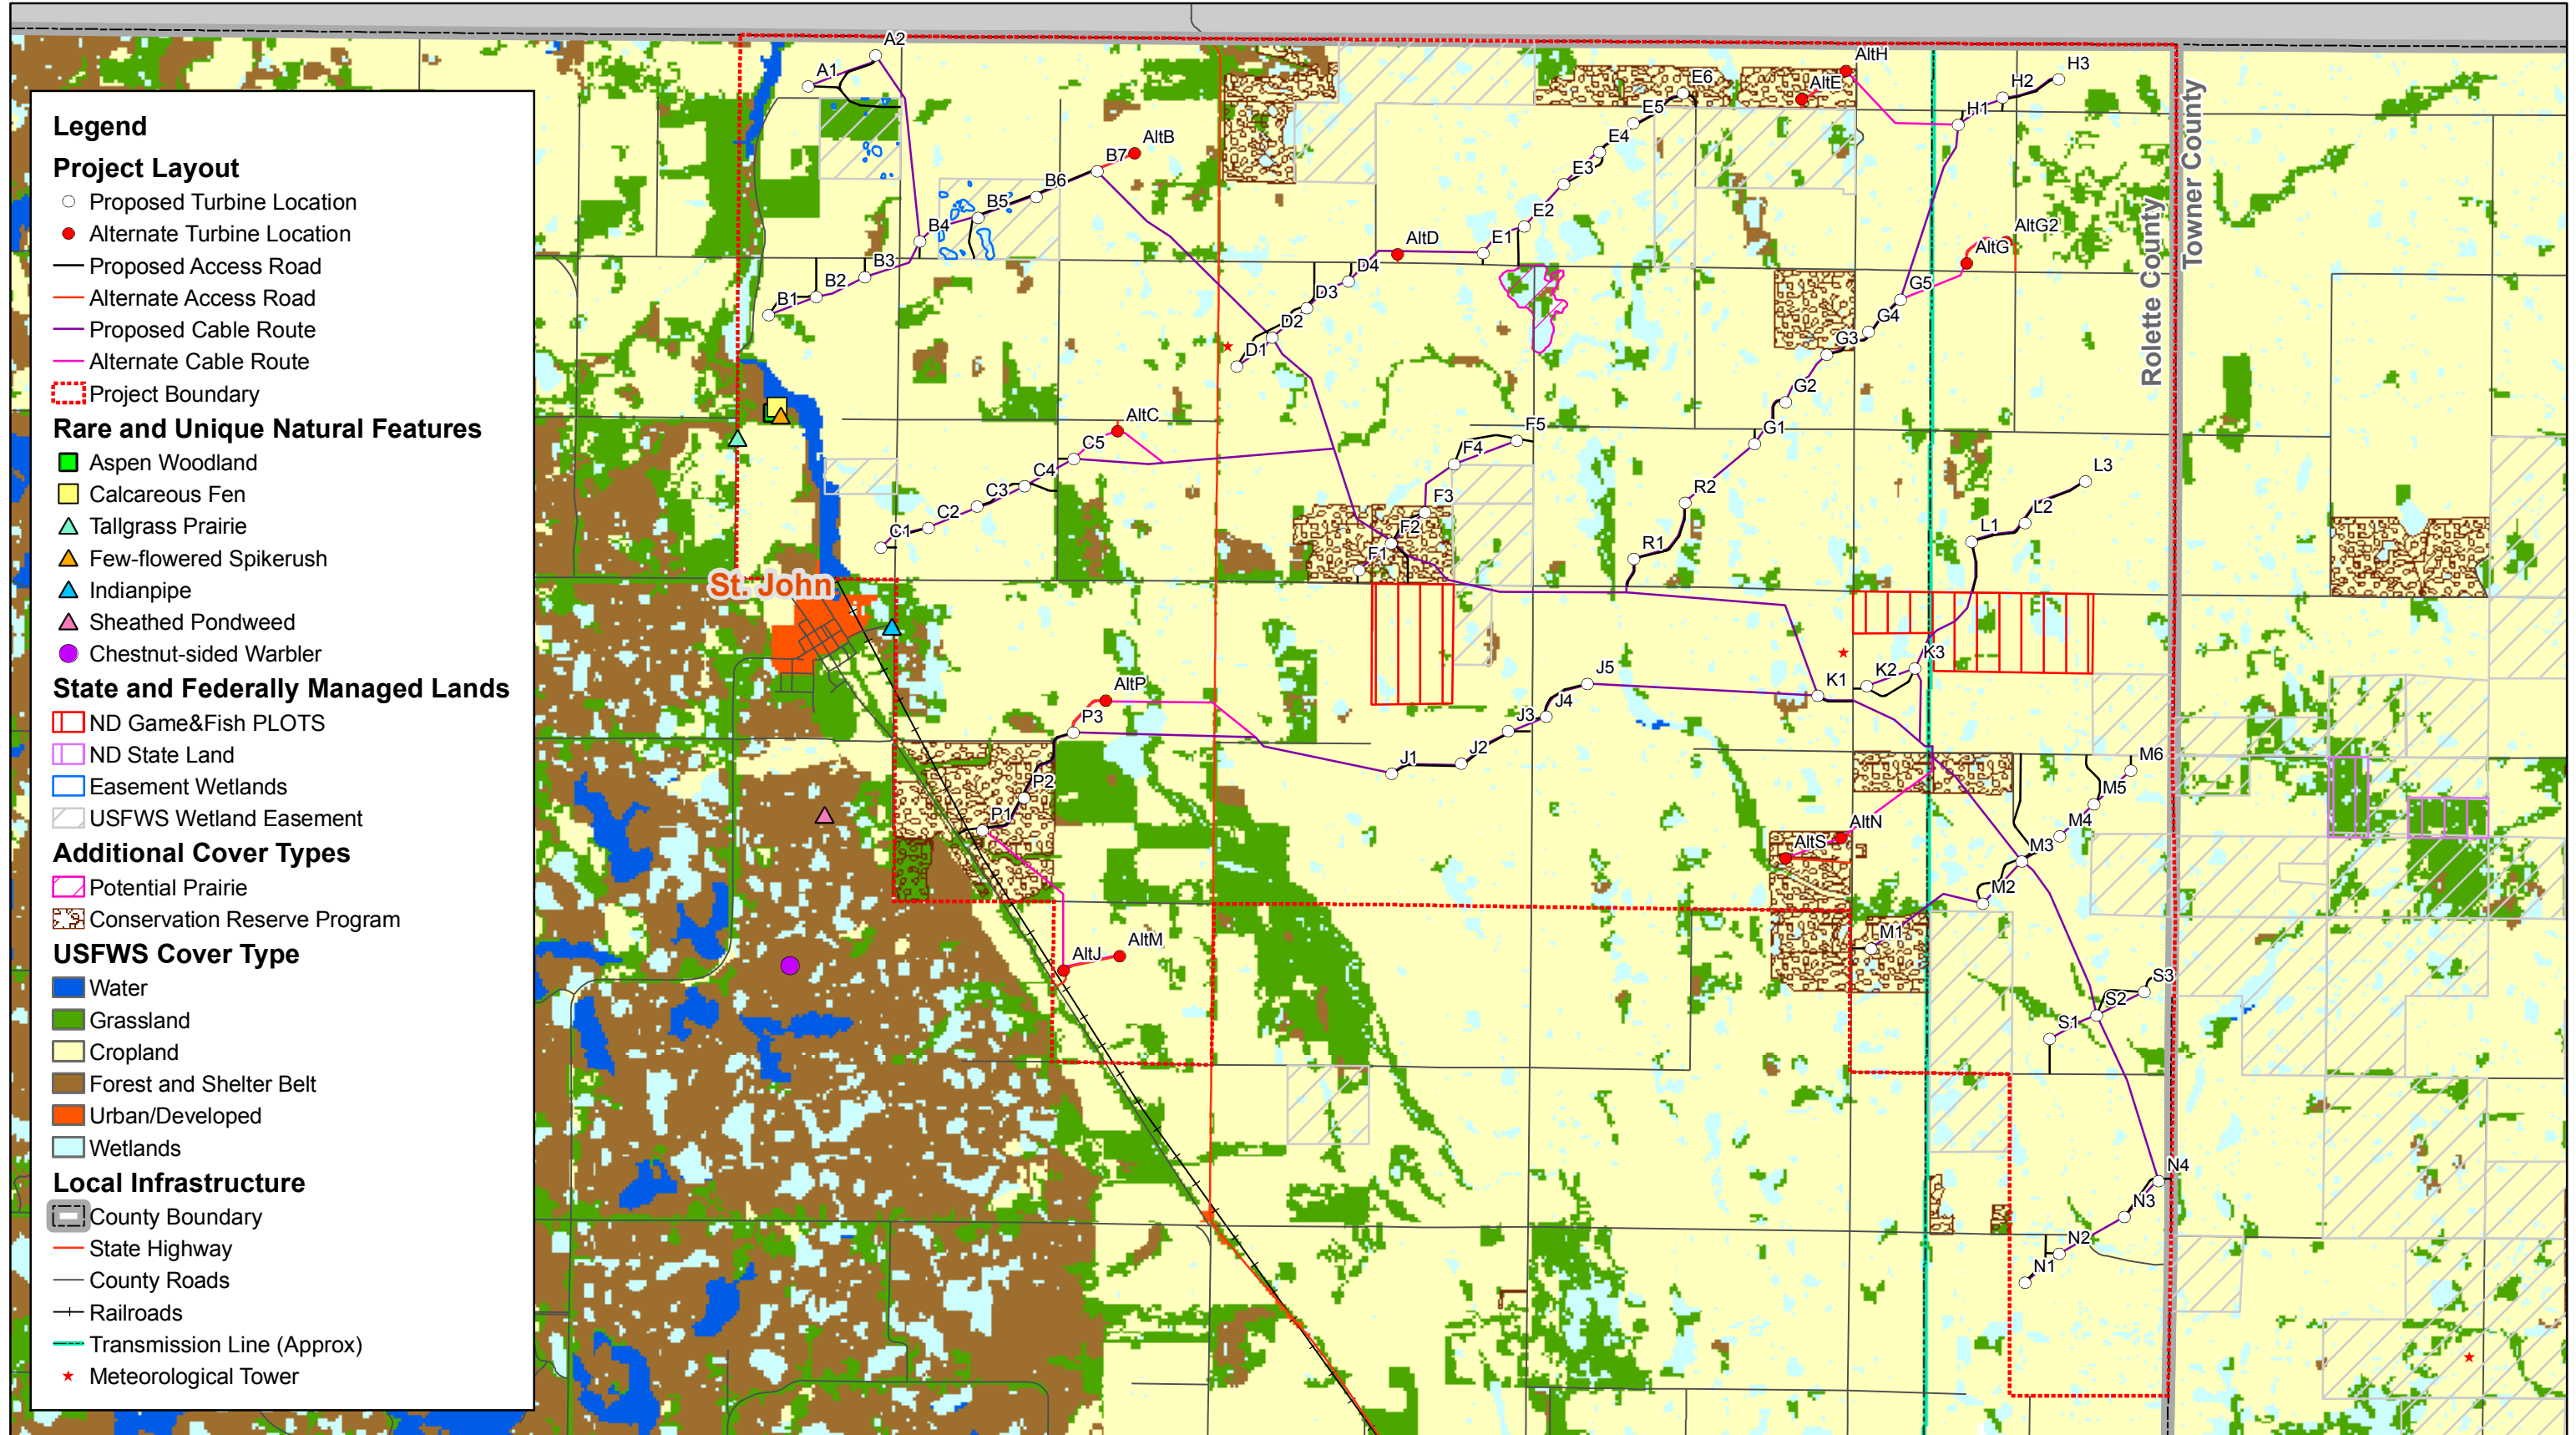 Legend
Project Layout
Proposed Turbine Location
Alternate Turbine Location
Proposed Access Road
Alternate Access Road
Proposed Cable Route
Alternate Cable Route
Project Boundary
Rare and Unique Natural Features
Aspen Woodland
Calcareous Fen
Tallgrass Prairie
Few-flowered Spikerush
Indianpipe
Sheathed Pondweed
Chestnut-sided Warbler
State and Federally Managed Lands
ND Game&Fish PLOTS
ND State Land
Easement Wetlands
USFWS Wetland Easement
Additional Cover Types
Potential Prairie
Conservation Reserve Program
USFWS Cover Type
Water
Grassland
Cropland
Forest and Shelter Belt
Urban/Developed
Wetlands
Local Infrastructure
County Boundary
State Highway
County Roads
Railroads
Transmission Line (Approx)
Meteorological Tower
A2
A1
AltH
H3
H2
H1
AltE
E6
E5
E4
E3
E2
E1
AltB
B7
B6
B5
B4
B3
B2
B1
AltD
D4
D3
D2
D1
AltG2
AltG
G5
G4
G3
G2
G1
Rolette County
Towner County
AltC
C5
C4
C3
C2
C1
F5
F4
F3
F2
F1
R2
R1
L3
L2
L1
St. John
K3
K2
K1
J5
J4
J3
J2
J1
AltP
P3
P2
P1
M6
M5
M4
M3
M2
M1
AltN
AltS
AltM
AltJ
S3
S2
S1
N4
N3
N2
N1